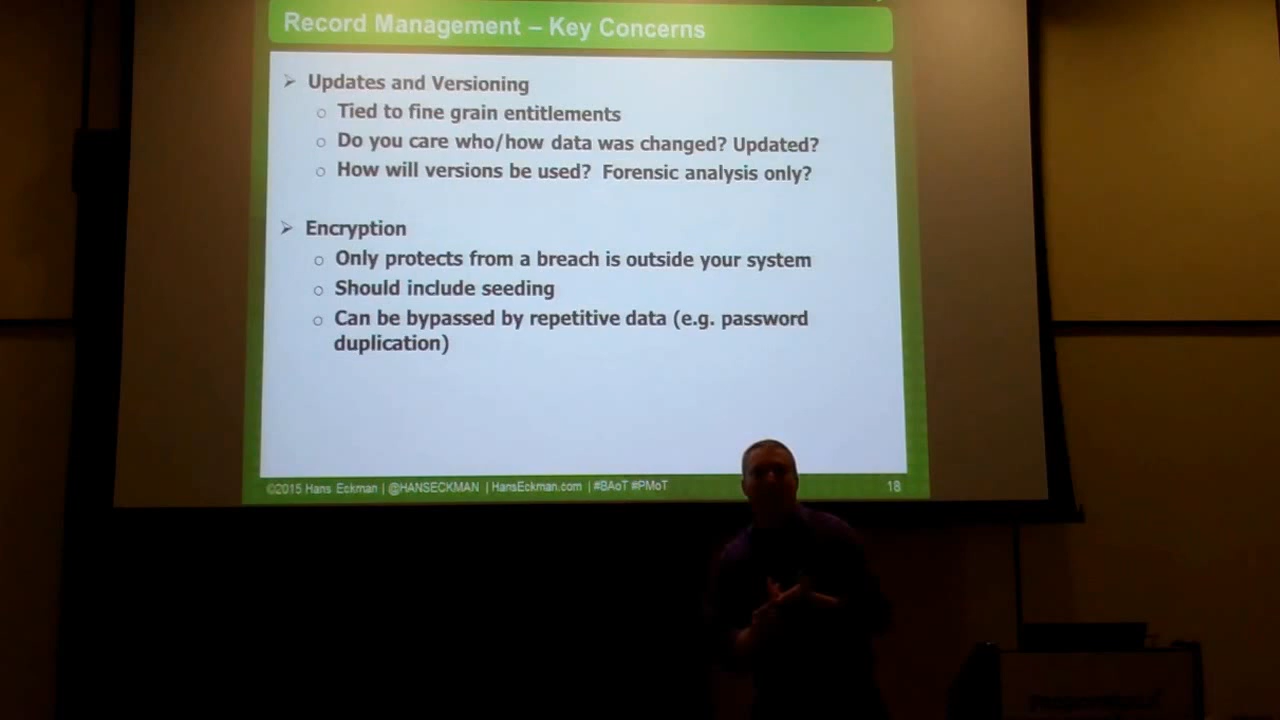 Record Management – Key Concerns
➢ Updates and Versioning
○ Tied to fine grain entitlements
○ Do you care who/how data was changed? Updated?
○ How will versions be used? Forensic analysis only?
➢ Encryption
○ Only protects from a breach is outside your system
○ Should include seeding
○ Can be bypassed by repetitive data (e.g. password
duplication)
©2015 Hans Eckman | @HANSECKMAN | HansEckman.com | #BAoT #PMoT
18